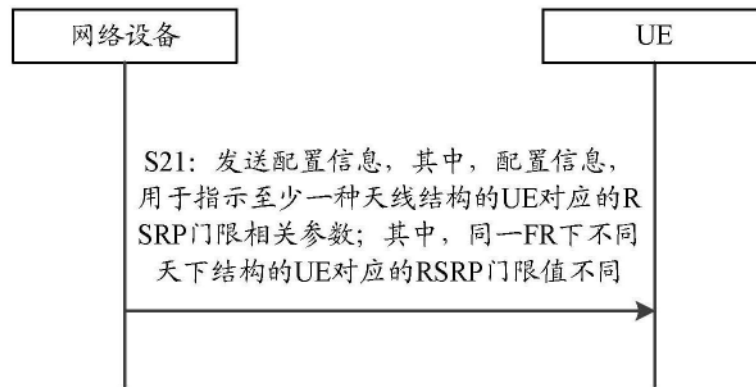 网络设备
UE
S21：发送配置信息，其中，配置信息，
用于指示至少一种天线结构的UE对应的R
SRP门限相关参数；其中，同一FR下不同
天下结构的UE对应的RSRP门限值不同